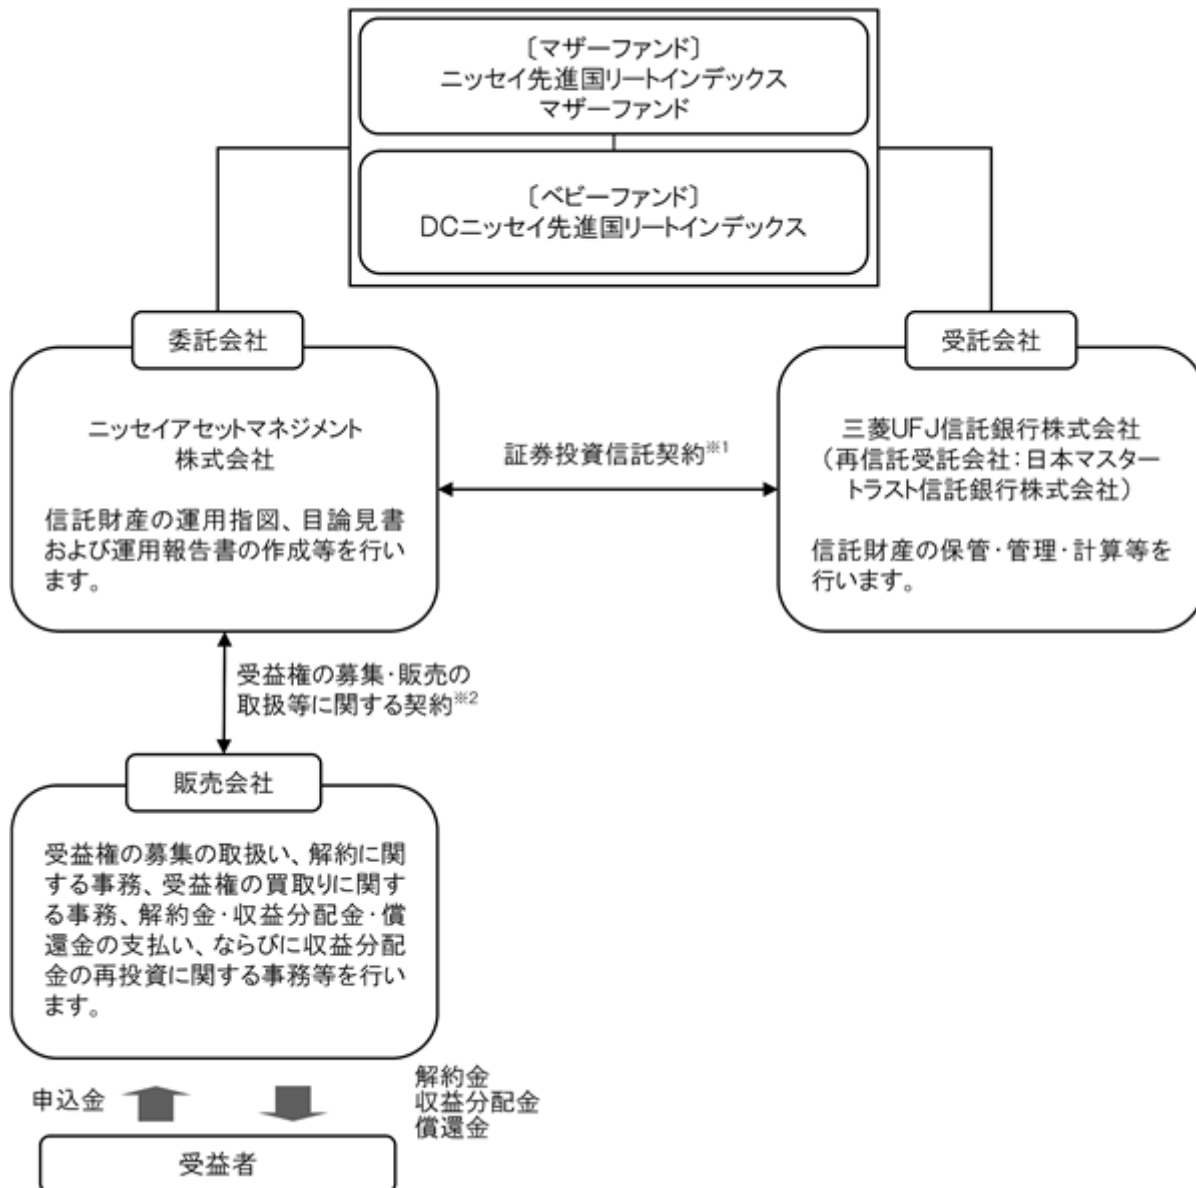 〔マザーファンド〕
ニッセイ先進国リートインデックス
マザーファンド
〔ベビーファンド〕
DCニッセイ先進国リートインデックス
委託会社
ニッセイアセットマネジメント
株式会社
信託財産の運用指図、目論見書
および運用報告書の作成等を行い
ます。
証券投資信託契約※1
受託会社
三菱UFJ信託銀行株式会社
(再信託受託会社:日本マスター
トラスト信託銀行株式会社)
信託財産の保管・管理・計算等を
行います。
受益権の募集・販売の
取扱等に関する契約※2
販売会社
受益権の募集の取扱い、解約に関
する事務、受益権の買取りに関す
る事務、解約金・収益分配金・償
還金の支払い、ならびに収益分配
金の再投資に関する事務等を行い
ます。
申込金
解約金
収益分配金
償還金
受益者